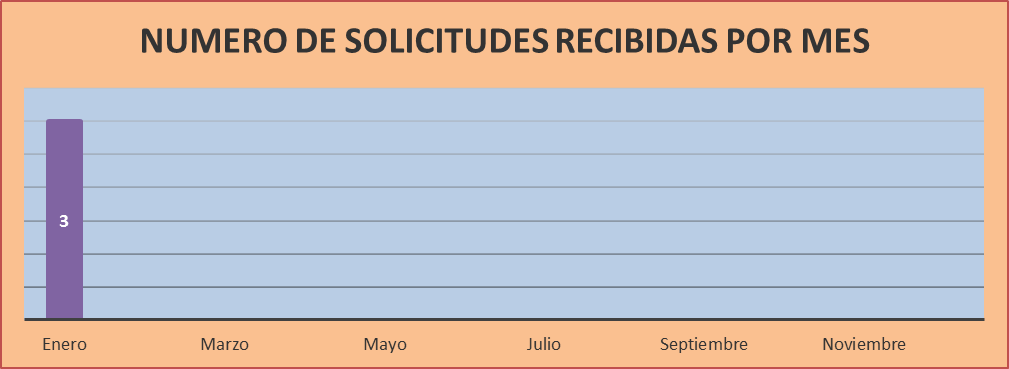 NUMERO DE SOLICITUDES RECIBIDAS POR MES
3
Enero Marzo Mayo Julio Septiembre Noviembre